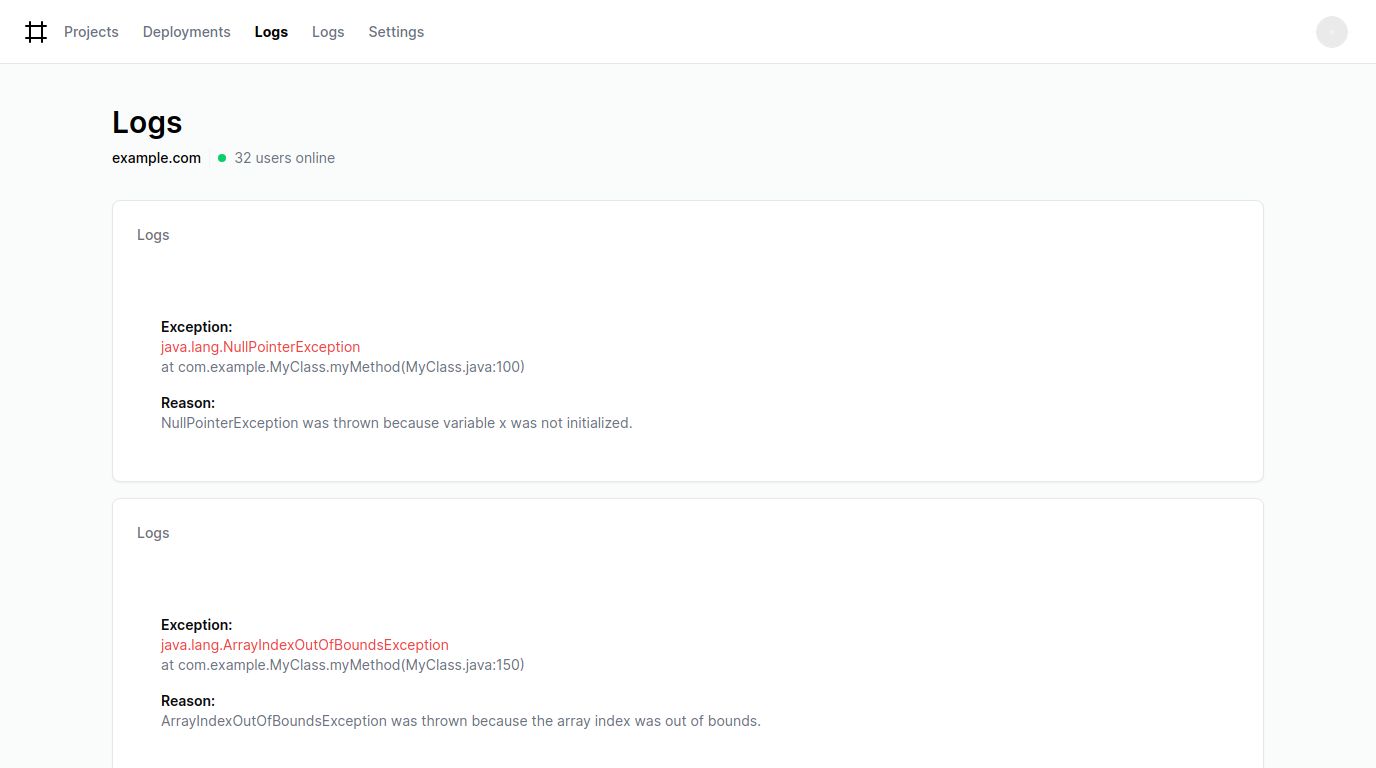 Projects Deployments Logs Logs Settings
Logs
example.com 32 users online
Logs
Exception:
java.lang.NullPointerException
at com.example.MyClass.myMethod(MyClass.java:100)
Reason:
NullPointerException was thrown because variable x was not initialized.
Logs
Exception:
java.lang.ArrayIndexOutOfBoundsException
at com.example.MyClass.myMethod(MyClass.java:150)
Reason:
ArrayIndexOutOfBoundsException was thrown because the array index was out of bounds.